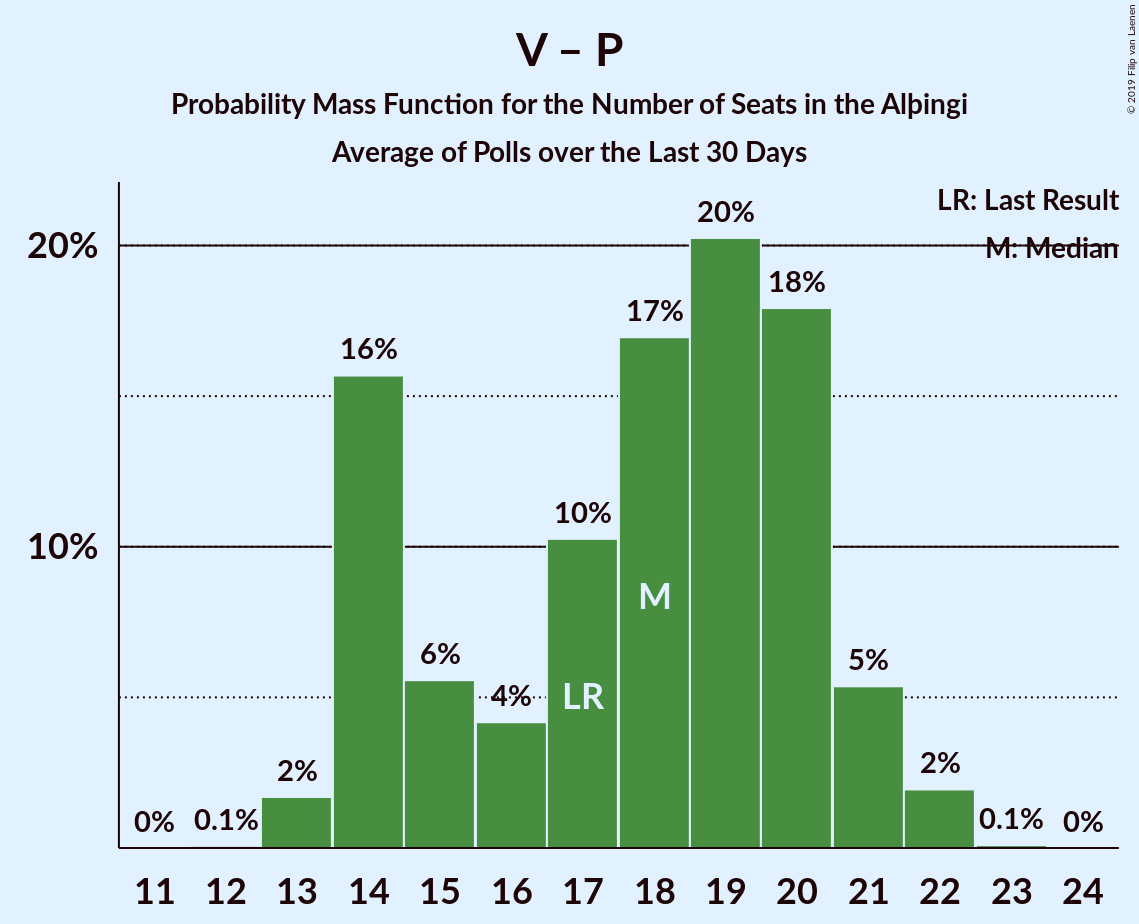 V – P
Probability Mass Function for the Number of Seats in the Alþingi
Average of Polls over the Last 30 Days
© 2019 Filip van Laenen
LR: Last Result
M: Median
20%
10%
0%
0.1%
2%
16%
6%
4%
10%
17%
20%
18%
5%
2%
0.1%
0%
LR
M
11 12 13 14 15 16 17 18 19 20 21 22 23 24